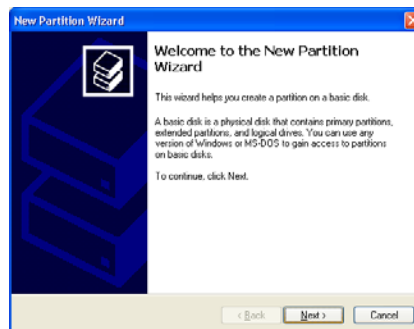 New Partition Wizard
Welcome to the New Partition
Wizard
This wizard helps you create a partition on a basic disk.
A basic disk is a physical disk that contains primary partitions,
extended partitions, and logical drives. You can use any
version of Windows or MS-DOS to gain access to partitions
on basic disks.
To continue, click Next.
< Back Next > Cancel